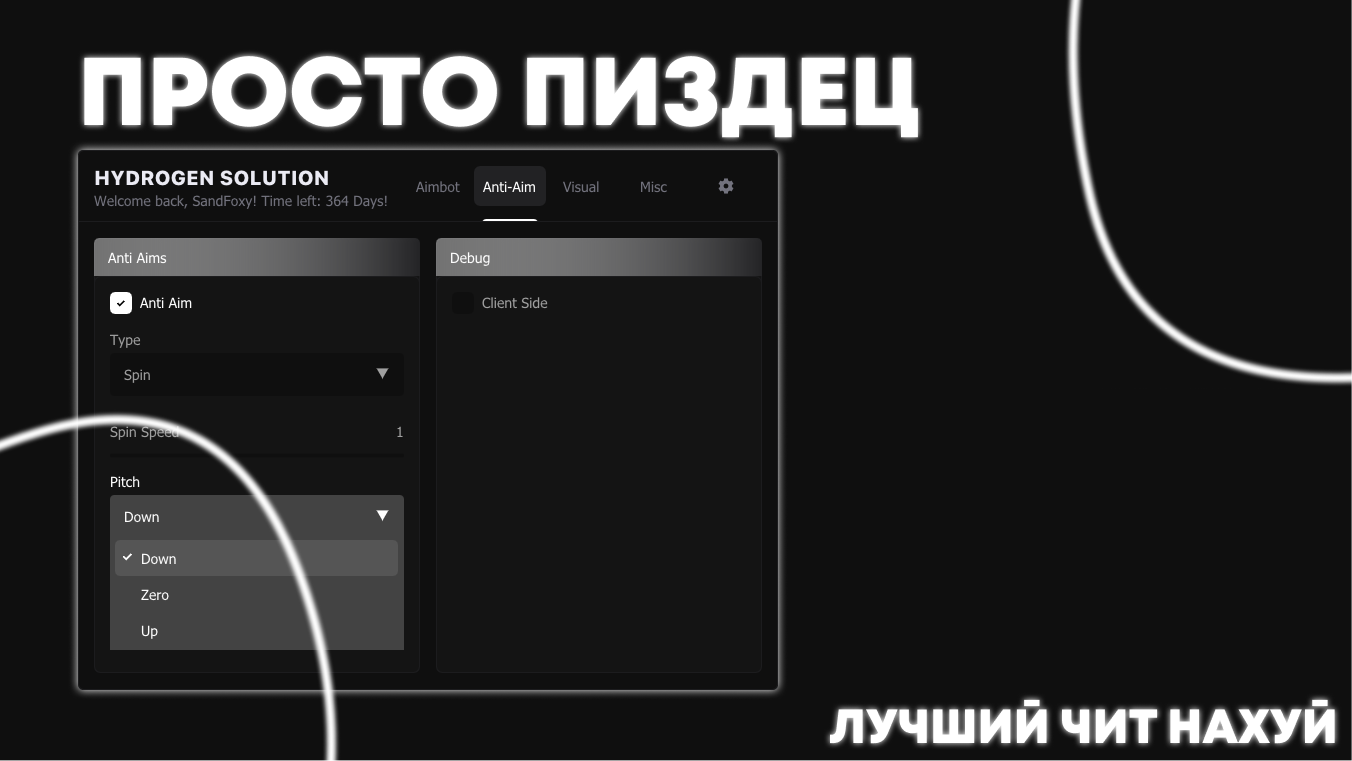 ПРОСТО ПИЗДЕЦ
HYDROGEN SOLUTION
Welcome back, SandFoxy! Time left: 364 Days!
Aimbot Anti-Aim Visual Misc
Anti Aims
Anti Aim
Type
Spin
Spin Speed 1
Pitch
Down
Down
Zero
Up
Debug
Client Side
ЛУЧШИЙ ЧИТ НАХУЙ